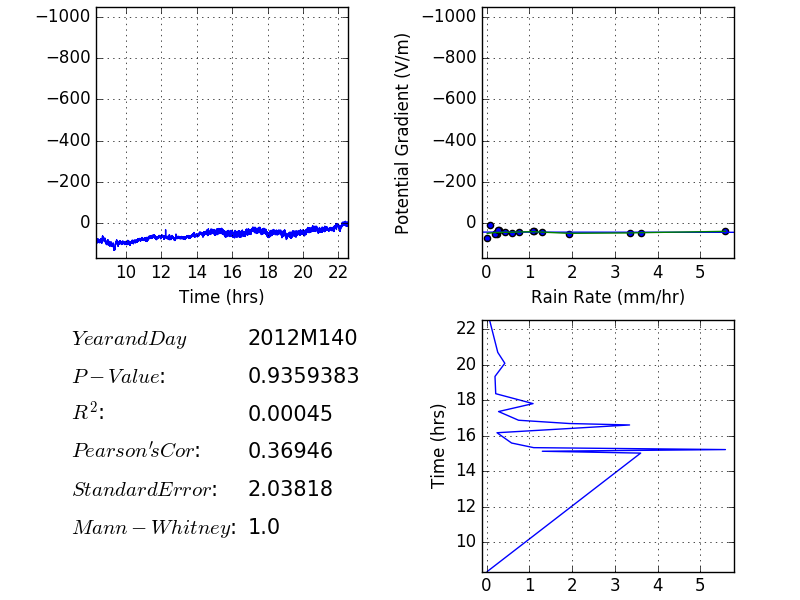 −1000
−800
−600
−400
−200
0
10 12 14 16 18 20 22
Time (hrs)
Potential Gradient (V/m)
−1000
−800
−600
−400
−200
0
0 1 2 3 4 5
Rain Rate (mm/hr)
YearandDay 2012M140
P−Value: 0.9359383
R²: 0.00045
Pearson'sCor: 0.36946
StandardError: 2.03818
Mann−Whitney: 1.0
Time (hrs)
22
20
18
16
14
12
10
0 1 2 3 4 5